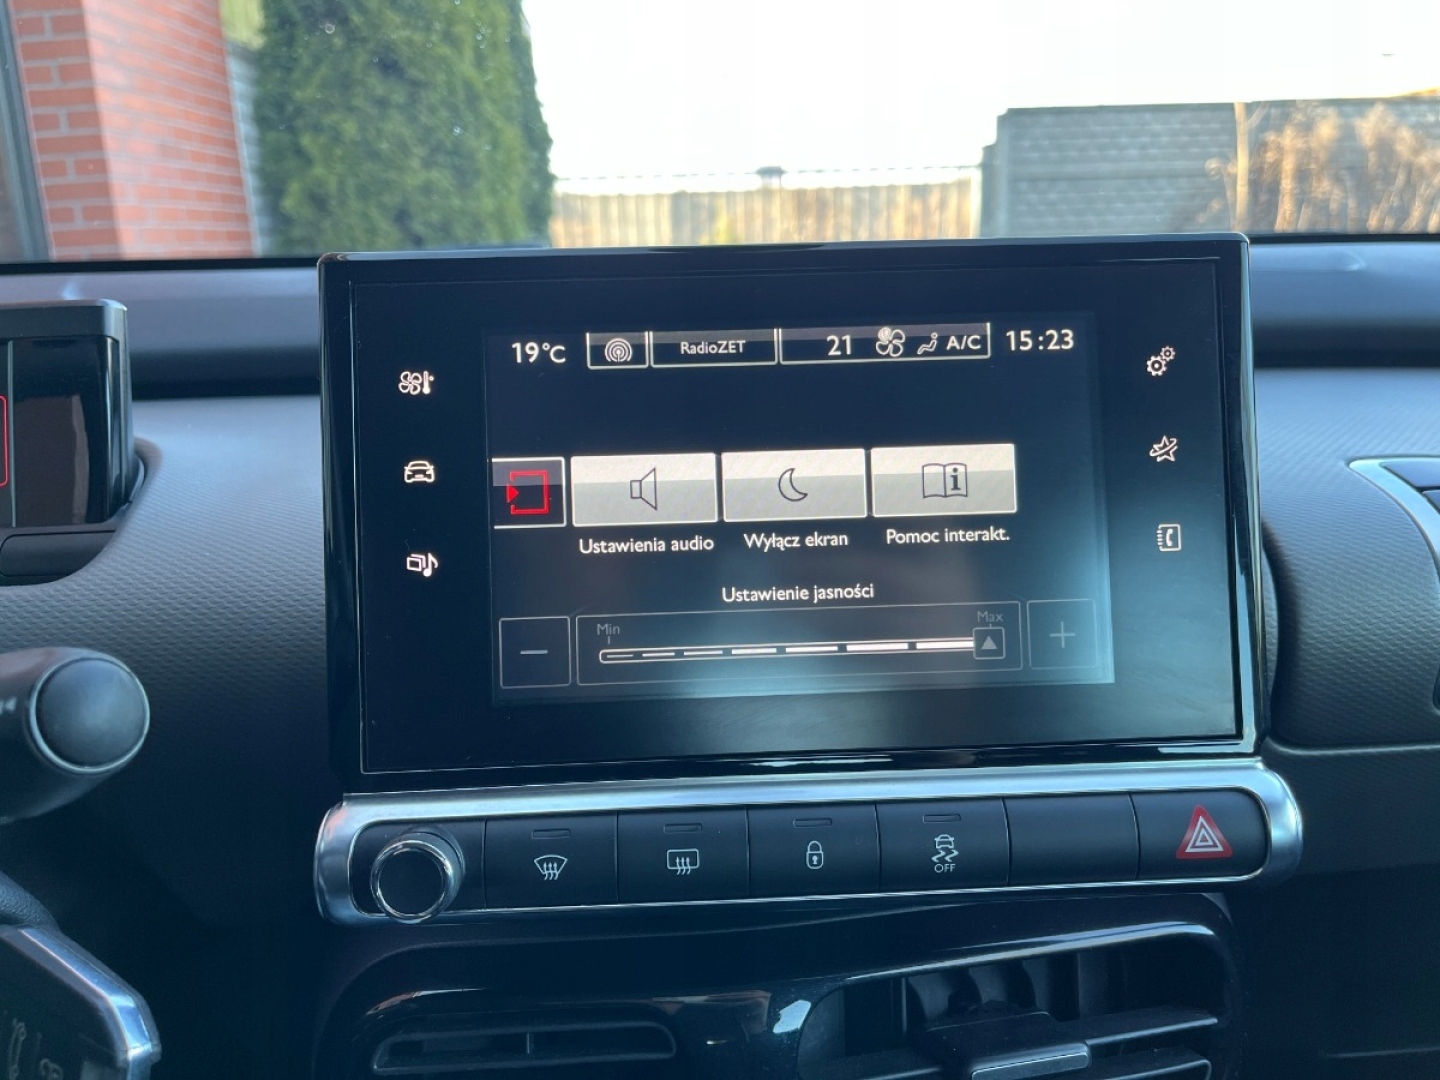 19°C RadioZET 21 A/C 15:23
Ustawienia audio Wyłącz ekran Pomoc interakt.
Ustawienie jasności
Min Max
− +
OFF